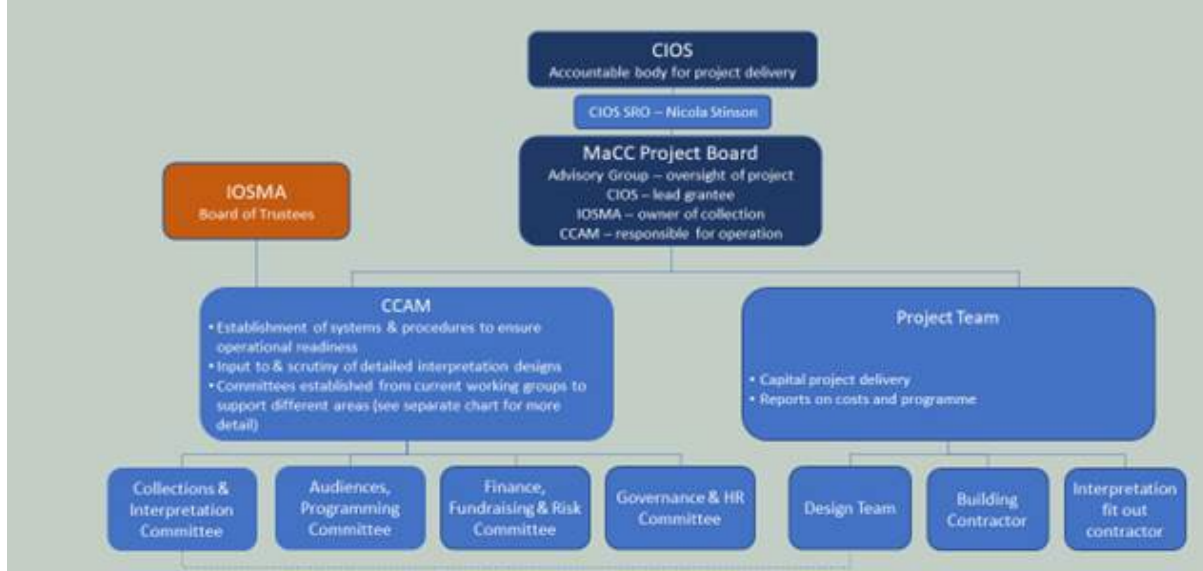 CIOS
Accountable body for project delivery
CIOS SRO – Nicola Stinson
MaCC Project Board
Advisory Group – oversight of project
CIOS – lead grantee
IOSMA – owner of collection
CCAM – responsible for operation
IOSMA
Board of Trustees
CCAM
• Establishment of systems & procedures to ensure
operational readiness
• Input to & scrutiny of detailed interpretation designs
• Committees established from current working groups to
support different areas (see separate chart for more
detail)
Project Team
• Capital project delivery
• Reports on costs and programme
Collections &
Interpretation
Committee
Audiences,
Programming
Committee
Finance,
Fundraising & Risk
Committee
Governance & HR
Committee
Design Team
Building
Contractor
Interpretation
fit out
contractor